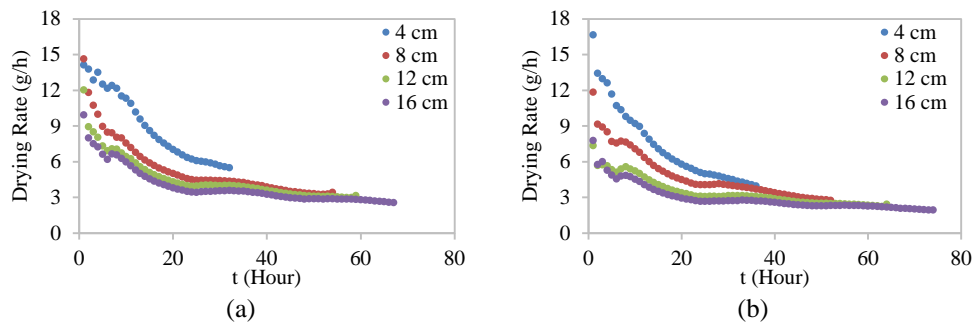 18
15
12
9
6
3
0
Drying Rate (g/h)
4 cm
8 cm
12 cm
16 cm
0 20 40 60 80
t (Hour)
(a)
18
15
12
9
6
3
0
Drying Rate (g/h)
4 cm
8 cm
12 cm
16 cm
0 20 40 60 80
t (Hour)
(b)